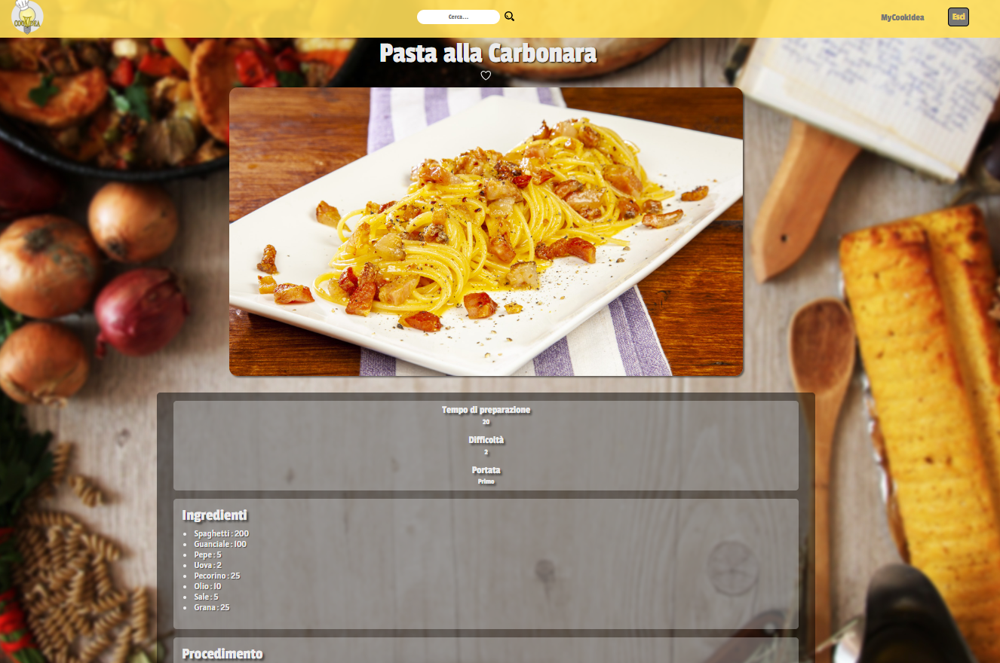 COOKIDEA
Cerca...
MyCookIdea
Esci
Pasta alla Carbonara
Tempo di preparazione
20
Difficoltà
2
Portata
Primo
Ingredienti
Spaghetti : 200
Guanciale : 100
Pepe : 5
Uova : 2
Pecorino : 25
Olio : 10
Sale : 5
Grana : 25
Procedimento